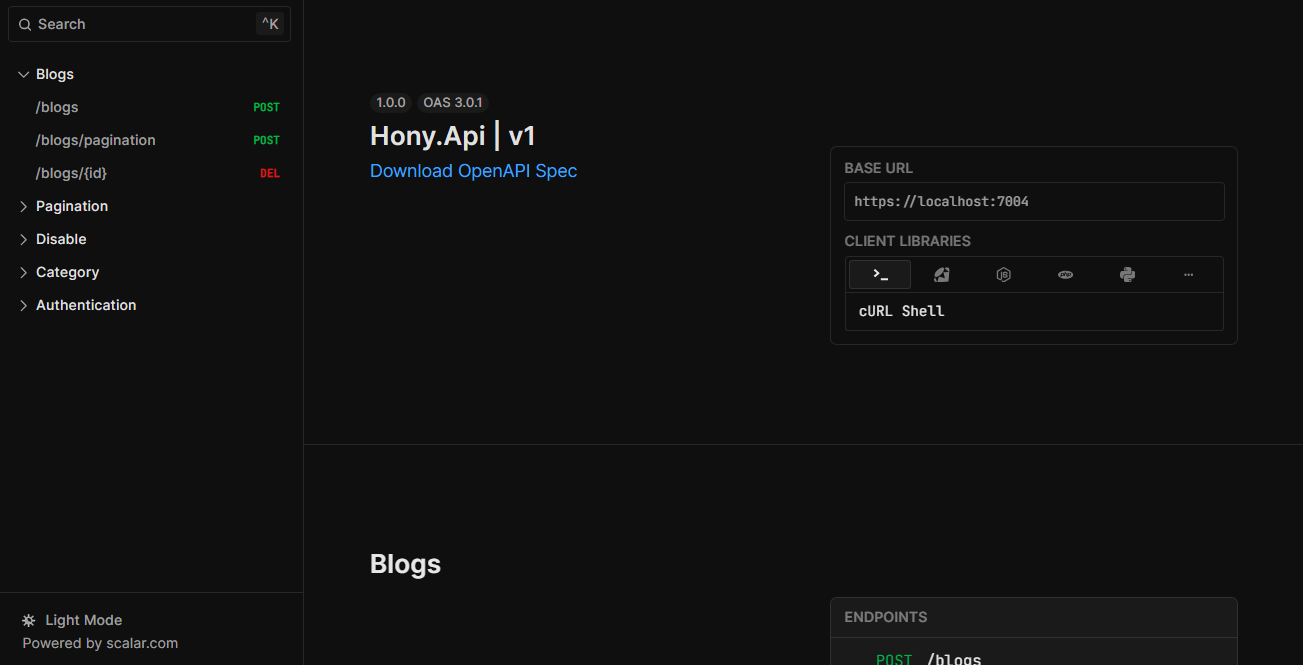 Search ^K
Blogs
/blogs POST
/blogs/pagination POST
/blogs/{id} DEL
Pagination
Disable
Category
Authentication
Light Mode
Powered by scalar.com
1.0.0 OAS 3.0.1
Hony.Api | v1
Download OpenAPI Spec
BASE URL
https://localhost:7004
CLIENT LIBRARIES
cURL Shell
Blogs
ENDPOINTS
POST /blogs